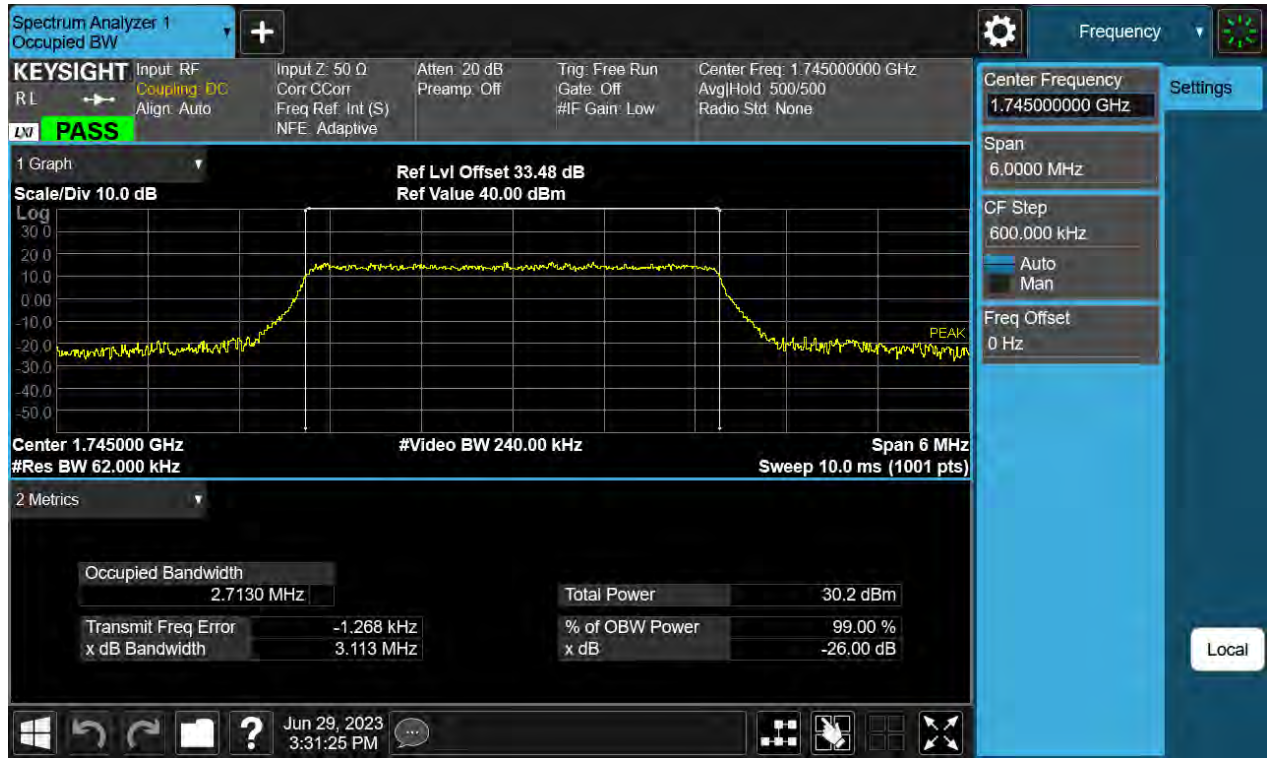 Spectrum Analyzer 1
Occupied BW
Frequency
KEYSIGHT
RL
LXI
PASS
Input: RF
Coupling: DC
Align: Auto
Input Z: 50 Ω
Corr CCorr
Freq Ref: Int (S)
NFE: Adaptive
Atten: 20 dB
Preamp: Off
Trig: Free Run
Gate: Off
#IF Gain: Low
Center Freq: 1.745000000 GHz
Avg|Hold: 500/500
Radio Std: None
Center Frequency
1.745000000 GHz
Settings
Span
6.0000 MHz
CF Step
600.000 kHz
Auto
Man
Freq Offset
0 Hz
Local
1 Graph
Scale/Div 10.0 dB
Ref Lvl Offset 33.48 dB
Ref Value 40.00 dBm
Log
30.0
20.0
10.0
0.00
-10.0
-20.0
-30.0
-40.0
-50.0
PEAK
Center 1.745000 GHz
#Video BW 240.00 kHz
Span 6 MHz
#Res BW 62.000 kHz
Sweep 10.0 ms (1001 pts)
2 Metrics
Occupied Bandwidth
2.7130 MHz
Total Power 30.2 dBm
Transmit Freq Error -1.268 kHz
% of OBW Power 99.00 %
x dB Bandwidth 3.113 MHz
x dB -26.00 dB
?
Jun 29, 2023
3:31:25 PM